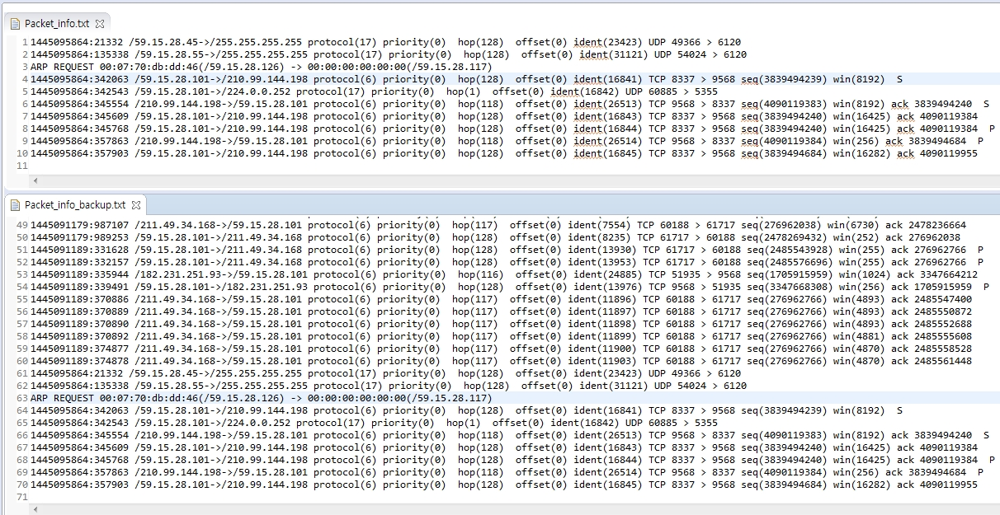 Packet_info.txt
1 1445095864:21332 /59.15.28.45->/255.255.255.255 protocol(17) priority(0)  hop(128)  offset(0) ident(23423) UDP 49366 > 6120
2 1445095864:135338 /59.15.28.55->/255.255.255.255 protocol(17) priority(0)  hop(128)  offset(0) ident(31121) UDP 54024 > 6120
3 ARP REQUEST 00:07:70:db:dd:46(/59.15.28.126) -> 00:00:00:00:00:00(/59.15.28.117)
4 1445095864:342063 /59.15.28.101->/210.99.144.198 protocol(6) priority(0)  hop(128)  offset(0) ident(16841) TCP 8337 > 9568 seq(3839494239) win(8192)  S
5 1445095864:342543 /59.15.28.101->/224.0.0.252 protocol(17) priority(0)  hop(1)  offset(0) ident(16842) UDP 60885 > 5355
6 1445095864:345554 /210.99.144.198->/59.15.28.101 protocol(6) priority(0)  hop(118)  offset(0) ident(26513) TCP 9568 > 8337 seq(4090119383) win(8192) ack 3839494240  S
7 1445095864:345609 /59.15.28.101->/210.99.144.198 protocol(6) priority(0)  hop(128)  offset(0) ident(16843) TCP 8337 > 9568 seq(3839494240) win(16425) ack 4090119384
8 1445095864:345768 /59.15.28.101->/210.99.144.198 protocol(6) priority(0)  hop(128)  offset(0) ident(16844) TCP 8337 > 9568 seq(3839494240) win(16425) ack 4090119384  P
9 1445095864:357863 /210.99.144.198->/59.15.28.101 protocol(6) priority(0)  hop(118)  offset(0) ident(26514) TCP 9568 > 8337 seq(4090119384) win(256) ack 3839494684  P
10 1445095864:357903 /59.15.28.101->/210.99.144.198 protocol(6) priority(0)  hop(128)  offset(0) ident(16845) TCP 8337 > 9568 seq(3839494684) win(16282) ack 4090119955
11
Packet_info_backup.txt
49 1445091179:987107 /211.49.34.168->/59.15.28.101 protocol(6) priority(0)  hop(117)  offset(0) ident(7554) TCP 60188 > 61717 seq(276962038) win(6730) ack 2478236664
50 1445091179:989253 /59.15.28.101->/211.49.34.168 protocol(6) priority(0)  hop(128)  offset(0) ident(8235) TCP 61717 > 60188 seq(2478269432) win(252) ack 276962038
51 1445091189:331628 /59.15.28.101->/211.49.34.168 protocol(6) priority(0)  hop(128)  offset(0) ident(13930) TCP 61717 > 60188 seq(2485543928) win(255) ack 276962766  P
52 1445091189:332157 /59.15.28.101->/211.49.34.168 protocol(6) priority(0)  hop(128)  offset(0) ident(13953) TCP 61717 > 60188 seq(2485576696) win(255) ack 276962766  P
53 1445091189:335944 /182.231.251.93->/59.15.28.101 protocol(6) priority(0)  hop(116)  offset(0) ident(24885) TCP 51935 > 9568 seq(1705915959) win(1024) ack 3347664212
54 1445091189:339491 /59.15.28.101->/182.231.251.93 protocol(6) priority(0)  hop(128)  offset(0) ident(13976) TCP 9568 > 51935 seq(3347668308) win(256) ack 1705915959  P
55 1445091189:370886 /211.49.34.168->/59.15.28.101 protocol(6) priority(0)  hop(117)  offset(0) ident(11896) TCP 60188 > 61717 seq(276962766) win(4893) ack 2485547400
56 1445091189:370889 /211.49.34.168->/59.15.28.101 protocol(6) priority(0)  hop(117)  offset(0) ident(11897) TCP 60188 > 61717 seq(276962766) win(4893) ack 2485550872
57 1445091189:370890 /211.49.34.168->/59.15.28.101 protocol(6) priority(0)  hop(117)  offset(0) ident(11898) TCP 60188 > 61717 seq(276962766) win(4893) ack 2485552688
58 1445091189:370892 /211.49.34.168->/59.15.28.101 protocol(6) priority(0)  hop(117)  offset(0) ident(11899) TCP 60188 > 61717 seq(276962766) win(4881) ack 2485555608
59 1445091189:374877 /211.49.34.168->/59.15.28.101 protocol(6) priority(0)  hop(117)  offset(0) ident(11900) TCP 60188 > 61717 seq(276962766) win(4870) ack 2485558528
60 1445091189:374878 /211.49.34.168->/59.15.28.101 protocol(6) priority(0)  hop(117)  offset(0) ident(11903) TCP 60188 > 61717 seq(276962766) win(4870) ack 2485561448
61 1445095864:21332 /59.15.28.45->/255.255.255.255 protocol(17) priority(0)  hop(128)  offset(0) ident(23423) UDP 49366 > 6120
62 1445095864:135338 /59.15.28.55->/255.255.255.255 protocol(17) priority(0)  hop(128)  offset(0) ident(31121) UDP 54024 > 6120
63 ARP REQUEST 00:07:70:db:dd:46(/59.15.28.126) -> 00:00:00:00:00:00(/59.15.28.117)
64 1445095864:342063 /59.15.28.101->/210.99.144.198 protocol(6) priority(0)  hop(128)  offset(0) ident(16841) TCP 8337 > 9568 seq(3839494239) win(8192)  S
65 1445095864:342543 /59.15.28.101->/224.0.0.252 protocol(17) priority(0)  hop(1)  offset(0) ident(16842) UDP 60885 > 5355
66 1445095864:345554 /210.99.144.198->/59.15.28.101 protocol(6) priority(0)  hop(118)  offset(0) ident(26513) TCP 9568 > 8337 seq(4090119383) win(8192) ack 3839494240  S
67 1445095864:345609 /59.15.28.101->/210.99.144.198 protocol(6) priority(0)  hop(128)  offset(0) ident(16843) TCP 8337 > 9568 seq(3839494240) win(16425) ack 4090119384
68 1445095864:345768 /59.15.28.101->/210.99.144.198 protocol(6) priority(0)  hop(128)  offset(0) ident(16844) TCP 8337 > 9568 seq(3839494240) win(16425) ack 4090119384  P
69 1445095864:357863 /210.99.144.198->/59.15.28.101 protocol(6) priority(0)  hop(118)  offset(0) ident(26514) TCP 9568 > 8337 seq(4090119384) win(256) ack 3839494684  P
70 1445095864:357903 /59.15.28.101->/210.99.144.198 protocol(6) priority(0)  hop(128)  offset(0) ident(16845) TCP 8337 > 9568 seq(3839494684) win(16282) ack 4090119955
71